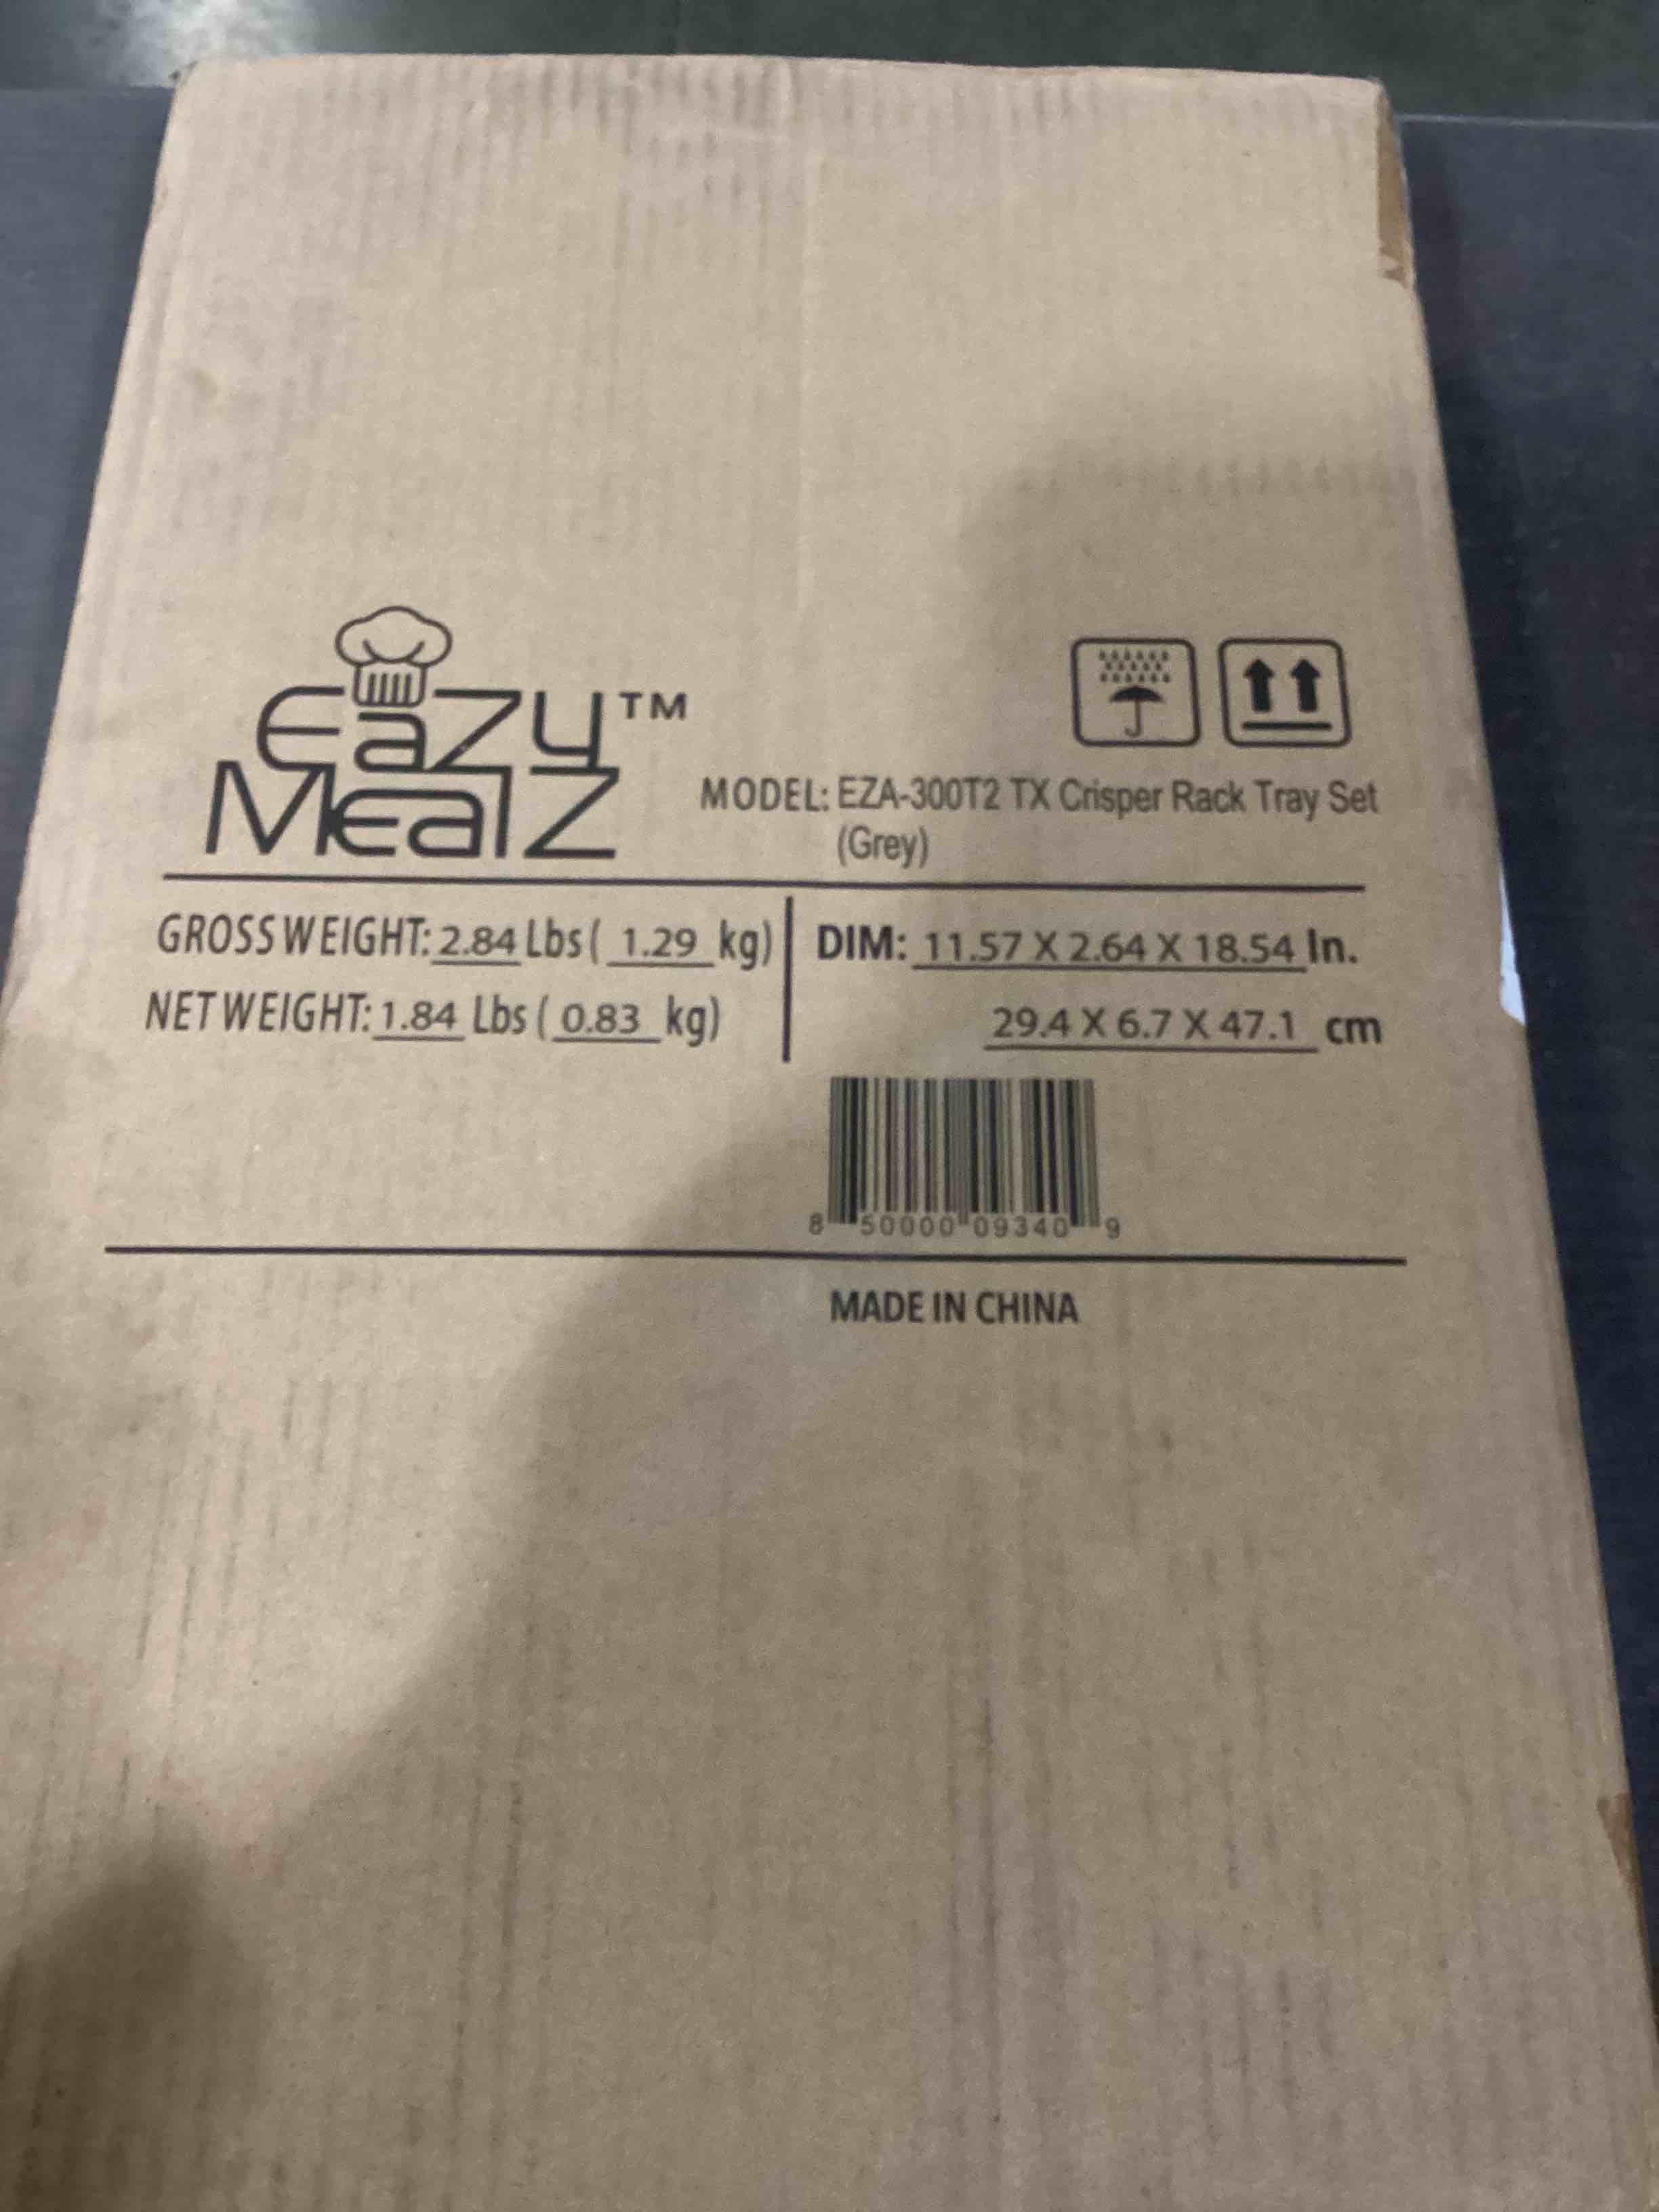 Eazy™
MealZ
MODEL: EZA-300T2 TX Crisper Rack Tray Set
(Grey)
GROSS WEIGHT: 2.84 Lbs ( 1.29 kg)
NET WEIGHT: 1.84 Lbs ( 0.83 kg)
DIM: 11.57 X 2.64 X 18.54 In.
29.4 X 6.7 X 47.1 cm
8 50000 09340 9
MADE IN CHINA